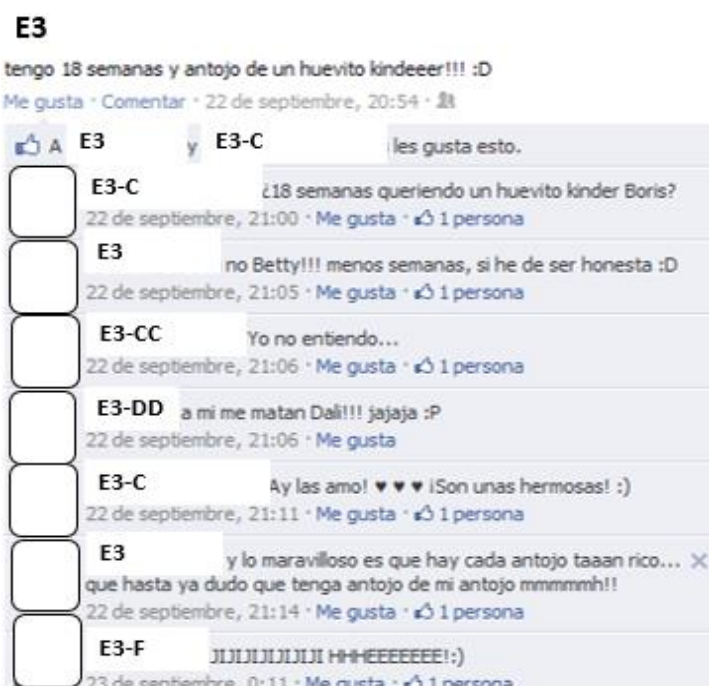 E3
tengo 18 semanas y antojo de un huevito kindeeer!!! :D
Me gusta · Comentar · 22 de septiembre, 20:54 ·
A E3 y E3-C les gusta esto.
E3-C ¿18 semanas queriendo un huevito kinder Boris?
22 de septiembre, 21:00 · Me gusta · 1 persona
E3 no Betty!!! menos semanas, si he de ser honesta :D
22 de septiembre, 21:05 · Me gusta · 1 persona
E3-CC Yo no entiendo...
22 de septiembre, 21:06 · Me gusta · 1 persona
E3-DD a mi me matan Dali!!! jajaja :P
22 de septiembre, 21:06 · Me gusta
E3-C Ay las amo! ♥ ♥ ♥ ¡Son unas hermosas! :)
22 de septiembre, 21:11 · Me gusta · 1 persona
E3 y lo maravilloso es que hay cada antojo taaan rico...
que hasta ya dudo que tenga antojo de mi antojo mmmmmh!!
22 de septiembre, 21:14 · Me gusta · 1 persona
E3-F JIJIJIJIJIJIJI HHHEEEEEEE!:)
23 de septiembre, 0:11 · Me gusta · 1 persona